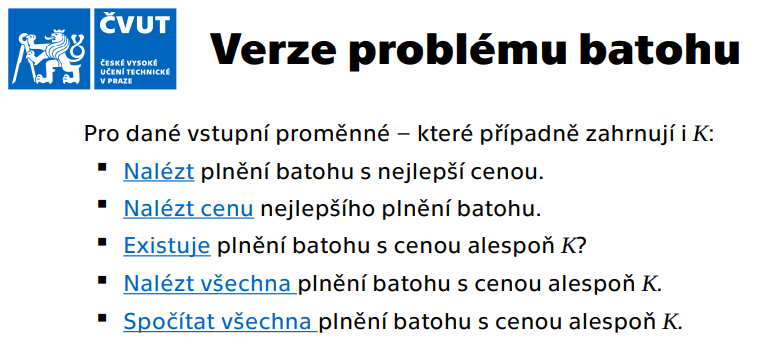 ČVUT
ČESKÉ VYSOKÉ
UČENÍ TECHNICKÉ
V PRAZE
Verze problému batohu
Pro dané vstupní proměnné – které případně zahrnují i K:
▪ Nalézt plnění batohu s nejlepší cenou.
▪ Nalézt cenu nejlepšího plnění batohu.
▪ Existuje plnění batohu s cenou alespoň K?
▪ Nalézt všechna plnění batohu s cenou alespoň K.
▪ Spočítat všechna plnění batohu s cenou alespoň K.